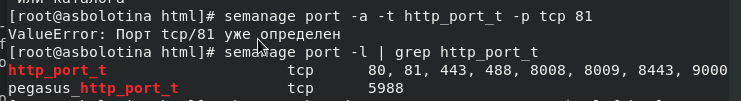 или каталога
[root@asbolotina html]# semanage port -a -t http_port_t -p tcp 81
ValueError: Порт tcp/81 уже определен
[root@asbolotina html]# semanage port -l | grep http_port_t
http_port_t                    tcp      80, 81, 443, 488, 8008, 8009, 8443, 9000
pegasus_http_port_t            tcp      5988